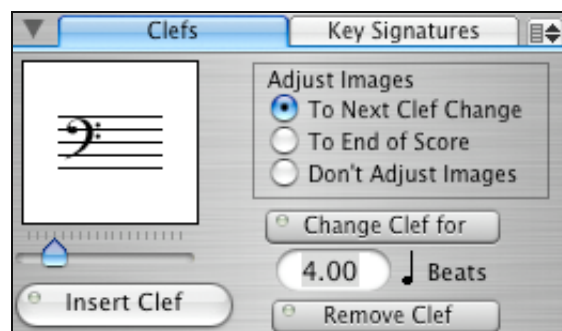 Clefs
Key Signatures
Adjust Images
To Next Clef Change
To End of Score
Don't Adjust Images
Change Clef for
4.00 Beats
Insert Clef
Remove Clef